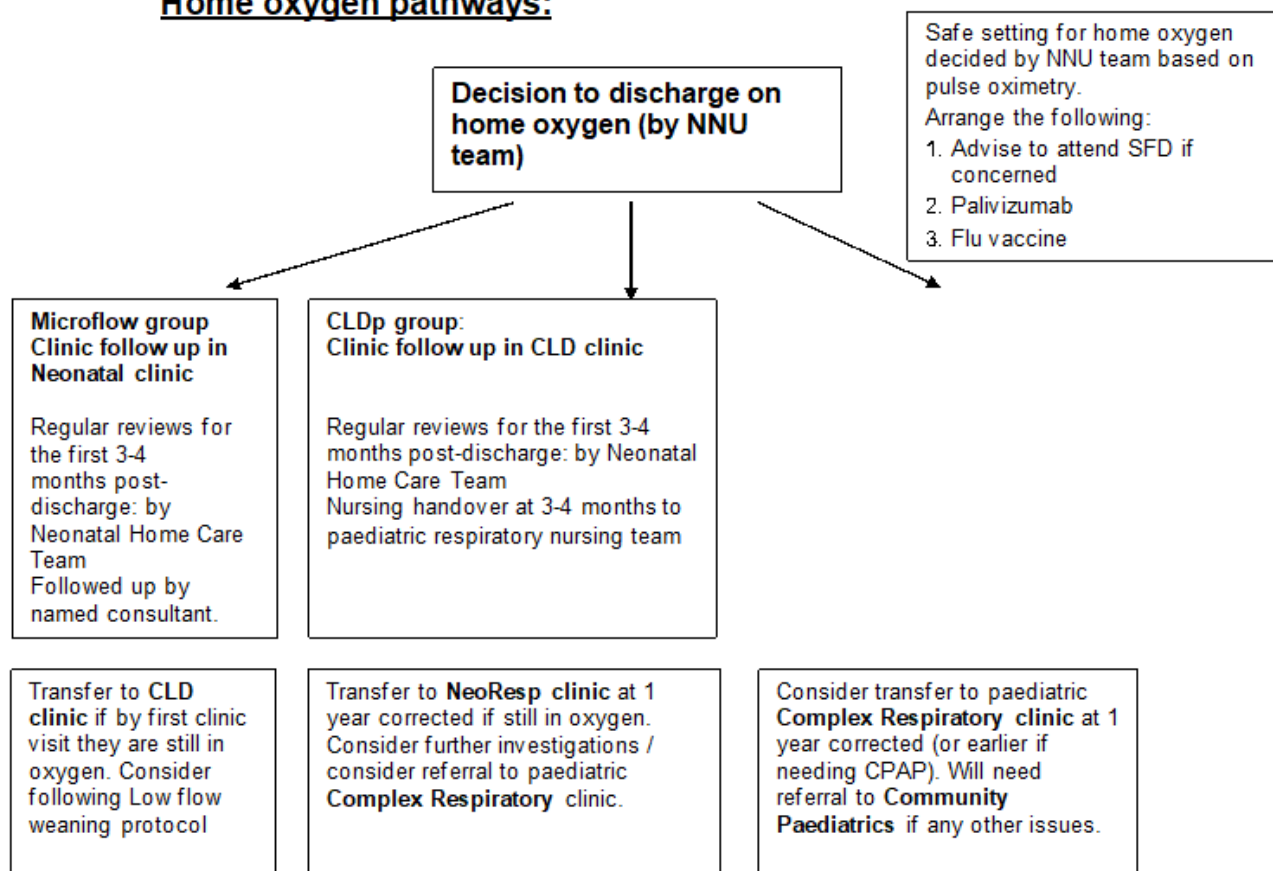 Home oxygen pathways:
Decision to discharge on
home oxygen (by NNU
team)
Safe setting for home oxygen
decided by NNU team based on
pulse oximetry.
Arrange the following:
1. Advise to attend SFD if
concerned
2. Palivizumab
3. Flu vaccine
Microflow group
Clinic follow up in
Neonatal clinic
Regular reviews for
the first 3-4
months post-
discharge: by
Neonatal Home Care
Team
Followed up by
named consultant.
CLDp group:
Clinic follow up in CLD clinic
Regular reviews for the first 3-4
months post-discharge: by Neonatal
Home Care Team
Nursing handover at 3-4 months to
paediatric respiratory nursing team
Transfer to CLD
clinic if by first clinic
visit they are still in
oxygen. Consider
following Low flow
weaning protocol
Transfer to NeoResp clinic at 1
year corrected if still in oxygen.
Consider further investigations /
consider referral to paediatric
Complex Respiratory clinic.
Consider transfer to paediatric
Complex Respiratory clinic at 1
year corrected (or earlier if
needing CPAP). Will need
referral to Community
Paediatrics if any other issues.